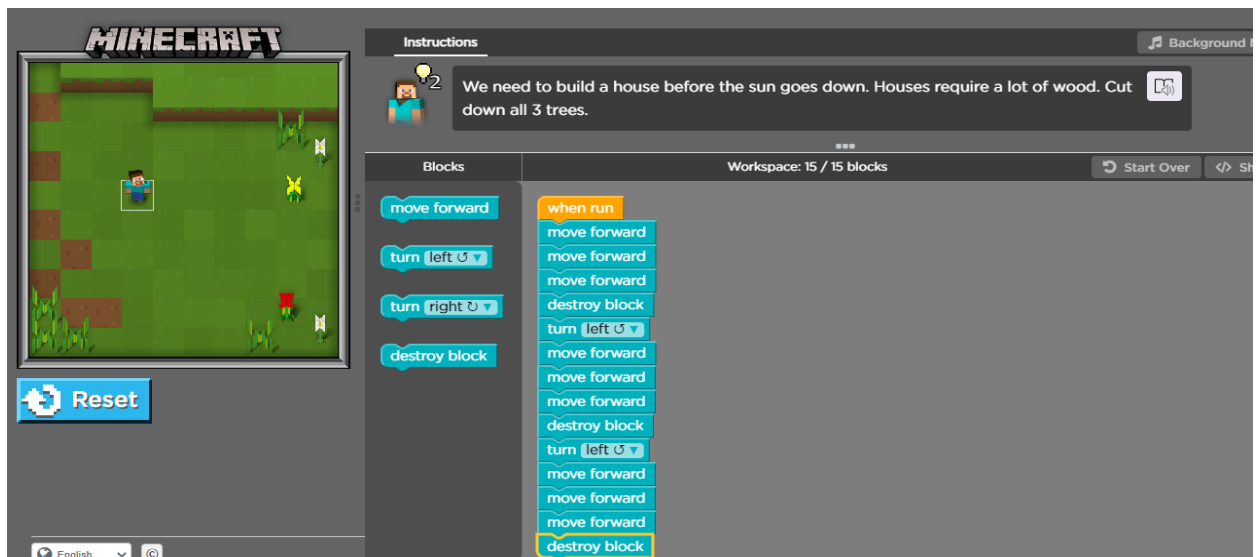 MINECRAFT
Instructions
Background
2
We need to build a house before the sun goes down. Houses require a lot of wood. Cut
down all 3 trees.
Blocks
Workspace: 15 / 15 blocks
Start Over
move forward
turn left ↺ ▼
turn right ↻ ▼
destroy block
when run
move forward
move forward
move forward
destroy block
turn left ↺ ▼
move forward
move forward
move forward
destroy block
turn left ↺ ▼
move forward
move forward
move forward
destroy block
Reset
English
©